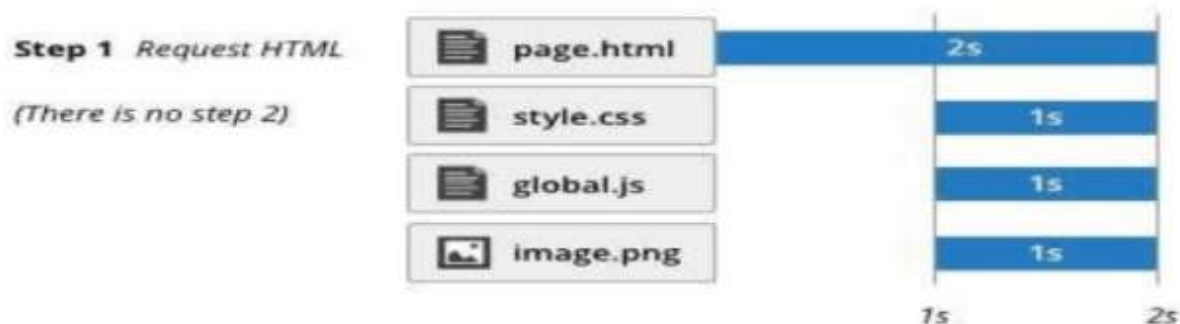 Step 1 Request HTML
page.html
2s
(There is no step 2)
style.css
1s
global.js
1s
image.png
1s
1s
2s